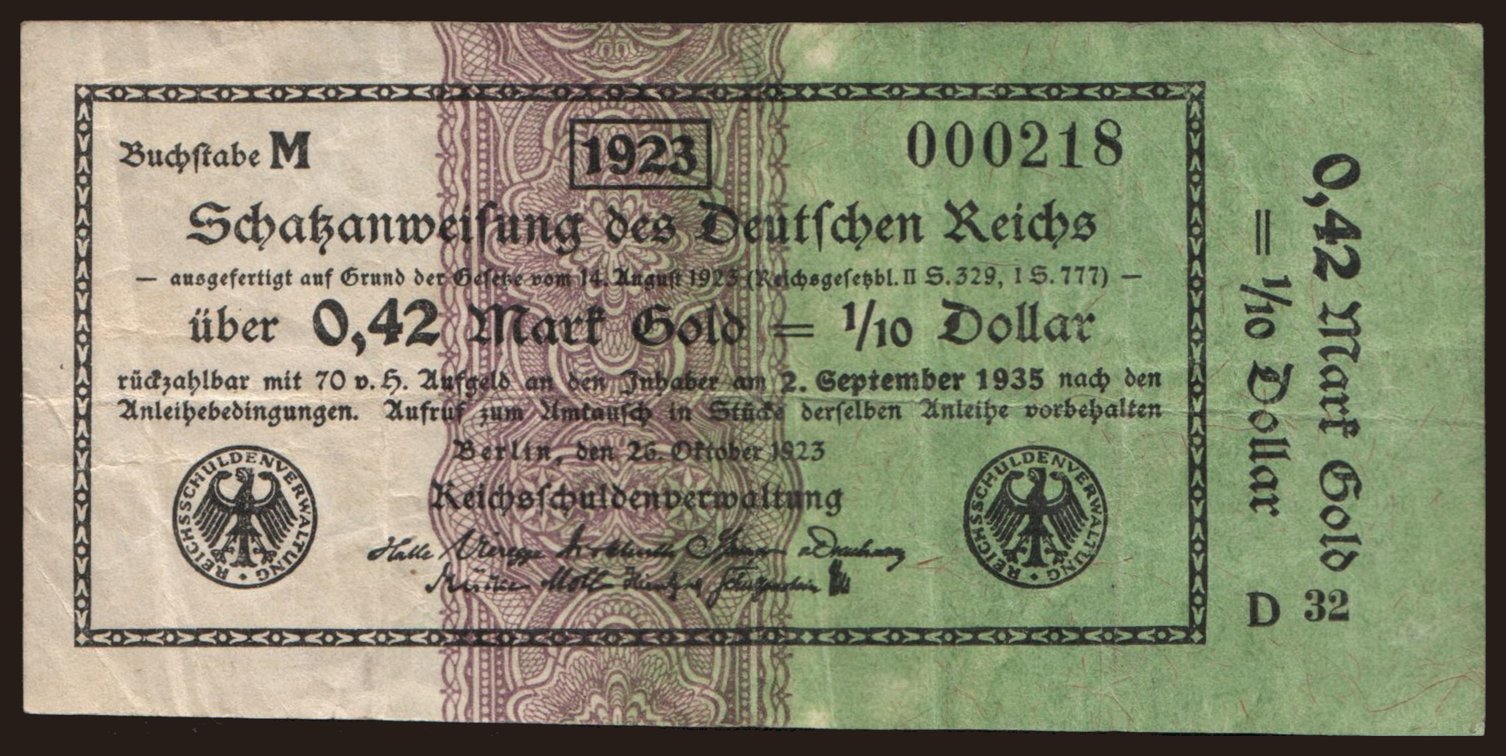 Buchstabe M
1923
000218
Schatzanweisung des Deutschen Reichs
— ausgefertigt auf Grund der Gesetze vom 14. August 1923 (Reichsgesetzbl. II S. 329, I S. 777) —
über 0,42 Mark Gold = 1/10 Dollar
rückzahlbar mit 70 v. H. Aufgeld an den Inhaber am 2. September 1935 nach den
Anleihebedingungen. Aufruf zum Umtausch in Stücke derselben Anleihe vorbehalten
Berlin, den 26. Oktober 1923
Reichsschuldenverwaltung
REICHSSCHULDENVERWALTUNG
REICHSSCHULDENVERWALTUNG
Halle Vieregge
Müller
0,42 Mark Gold
= 1/10 Dollar
D 32